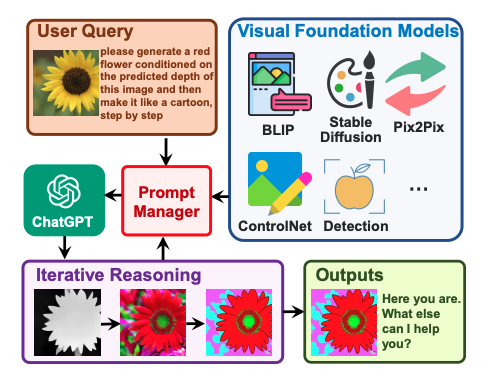 User Query
please generate a red
flower conditioned on
the predicted depth of
this image and then
make it like a cartoon,
step by step
Visual Foundation Models
BLIP
Stable
Diffusion
Pix2Pix
ControlNet
Detection
...
ChatGPT
Prompt
Manager
Iterative Reasoning
Outputs
Here you are.
What else
can I help
you?